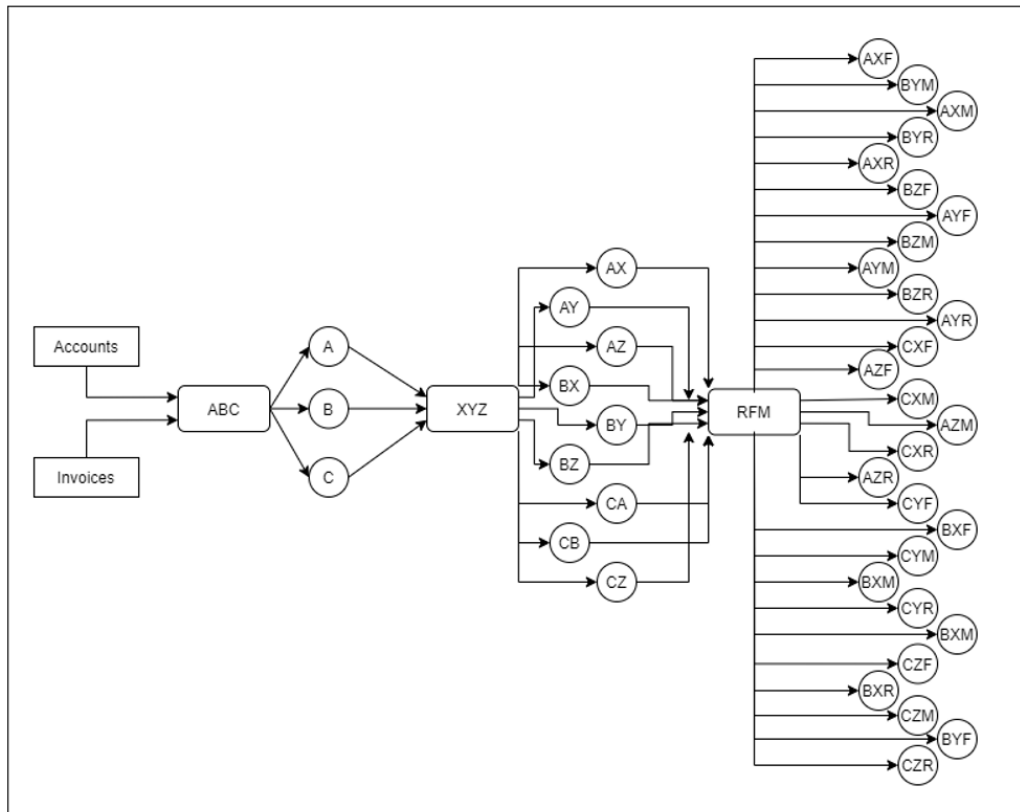 Accounts
Invoices
ABC
A
B
C
XYZ
AX
AY
AZ
BX
BY
BZ
CA
CB
CZ
RFM
AXF
BYM
AXM
BYR
AXR
BZF
AYF
BZM
AYM
BZR
AYR
CXF
AZF
CXM
AZM
CXR
AZR
CYF
BXF
CYM
BXM
CYR
BXM
CZF
BXR
CZM
BYF
CZR